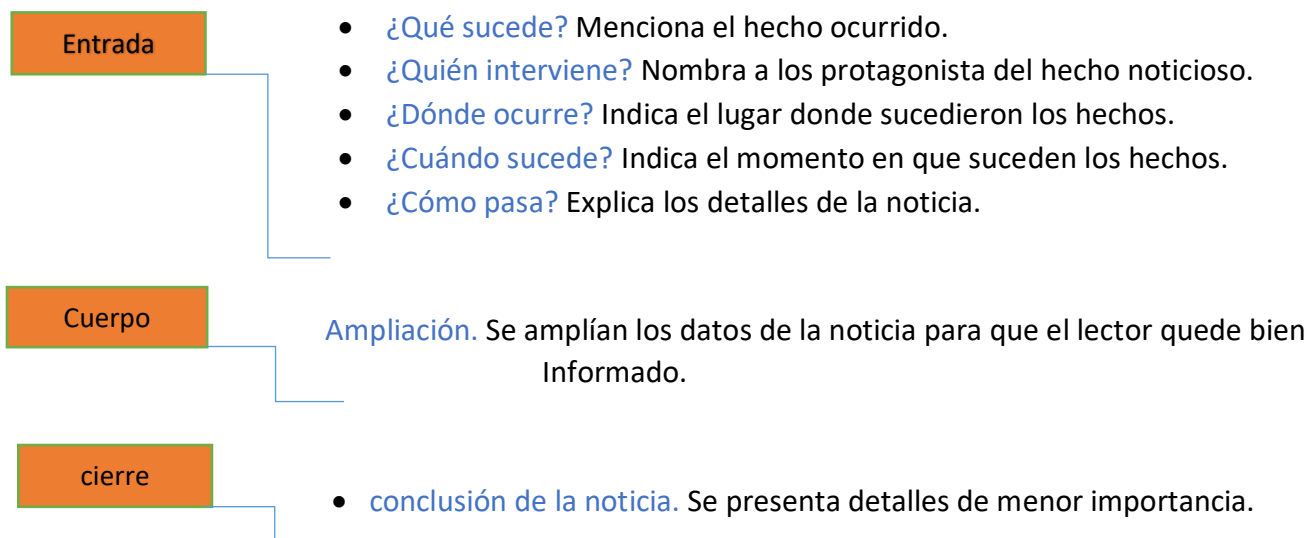 Entrada
• ¿Qué sucede? Menciona el hecho ocurrido.
• ¿Quién interviene? Nombra a los protagonista del hecho noticioso.
• ¿Dónde ocurre? Indica el lugar donde sucedieron los hechos.
• ¿Cuándo sucede? Indica el momento en que suceden los hechos.
• ¿Cómo pasa? Explica los detalles de la noticia.
Cuerpo
Ampliación. Se amplían los datos de la noticia para que el lector quede bien
Informado.
cierre
• conclusión de la noticia. Se presenta detalles de menor importancia.